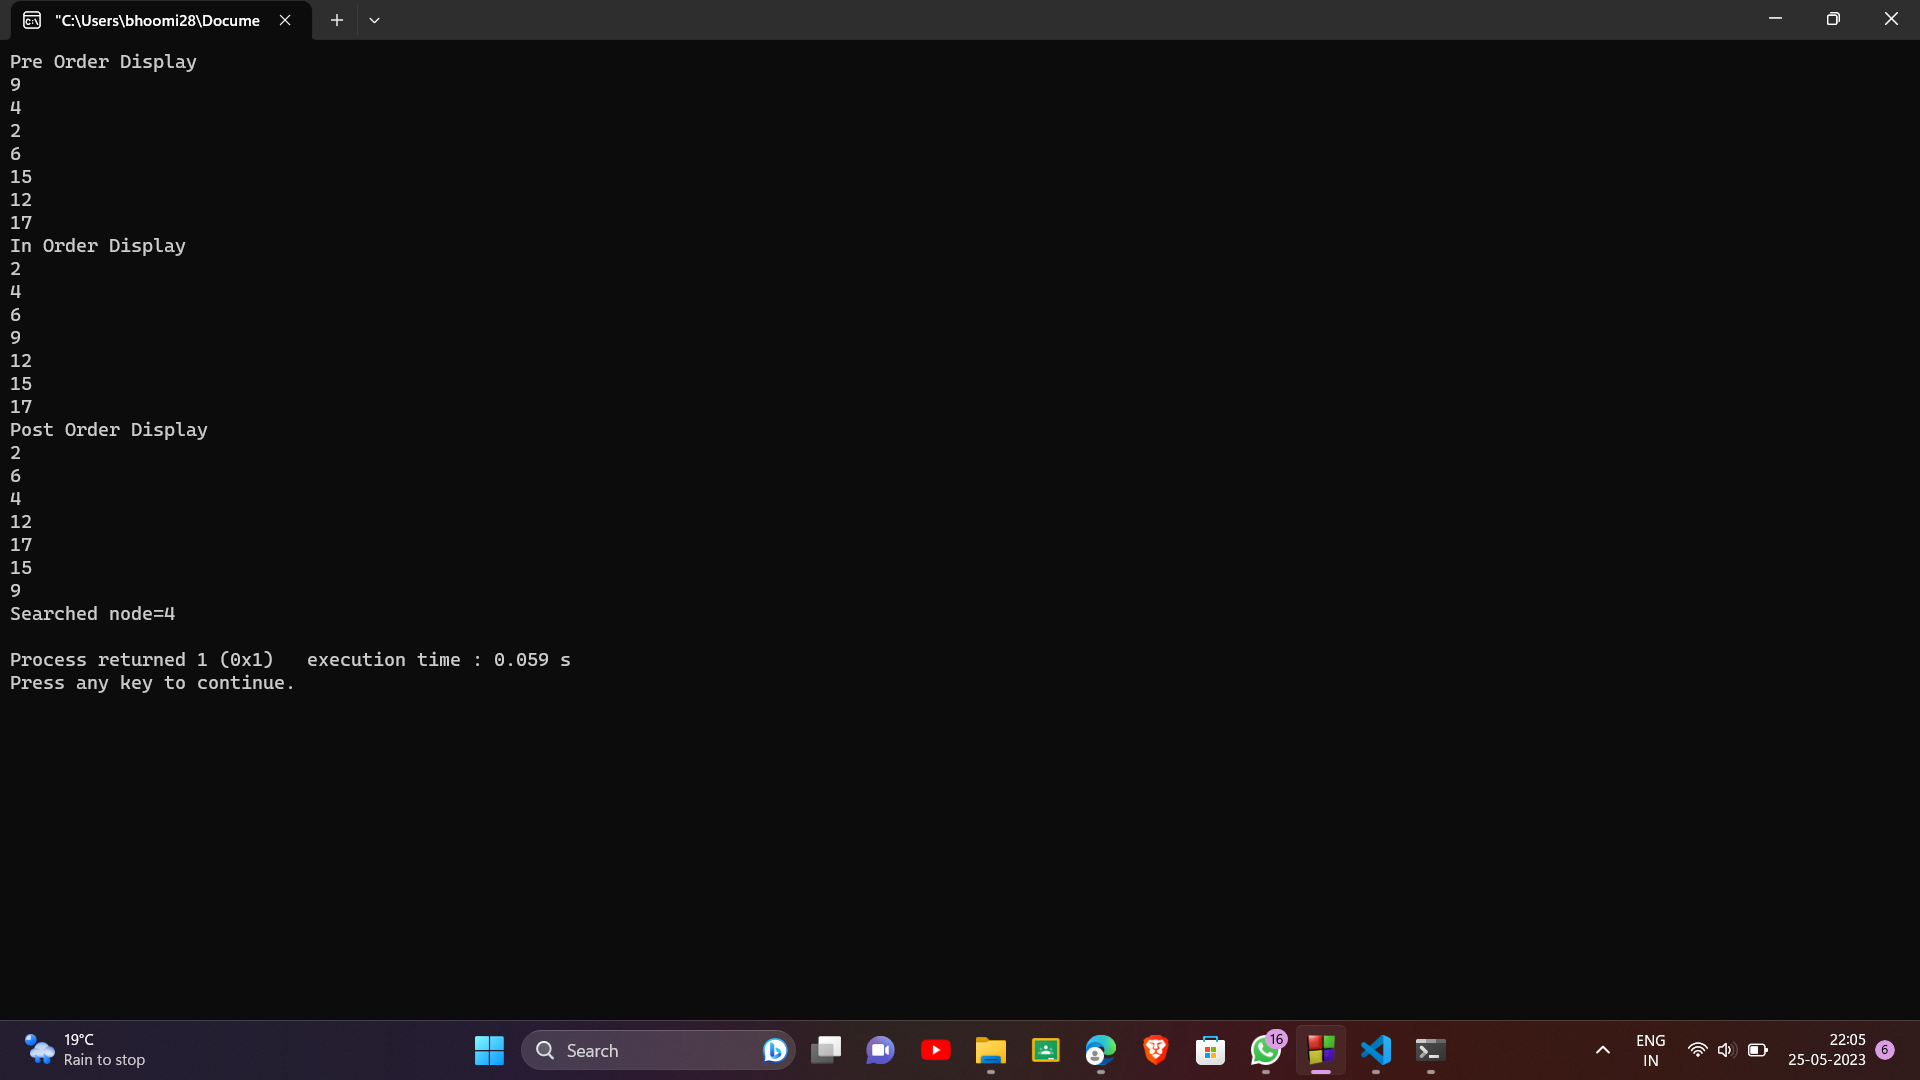 "C:\Users\bhoomi28\Docume
Pre Order Display
9
4
2
6
15
12
17
In Order Display
2
4
6
9
12
15
17
Post Order Display
2
6
4
12
17
15
9
Searched node=4
Process returned 1 (0x1)   execution time : 0.059 s
Press any key to continue.
19°C
Rain to stop
Search
16
ENG
IN
22:05
25-05-2023
6